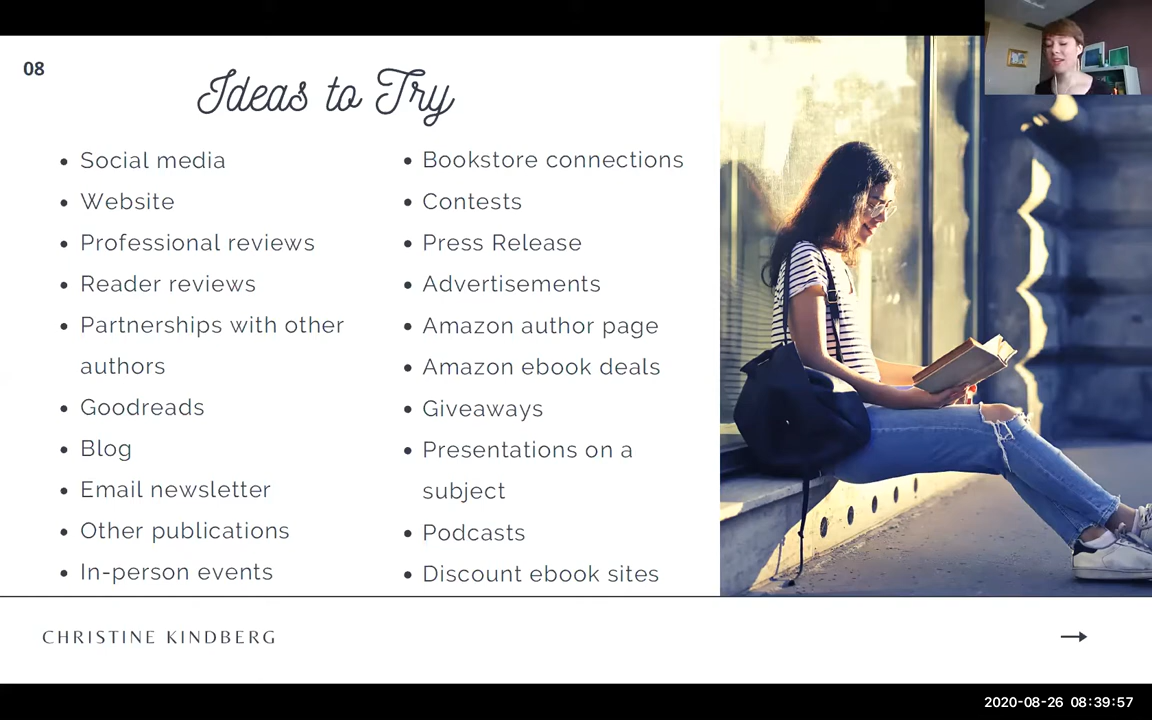 08
Ideas to Try
Social media
Website
Professional reviews
Reader reviews
Partnerships with other
authors
Goodreads
Blog
Email newsletter
Other publications
In-person events
Bookstore connections
Contests
Press Release
Advertisements
Amazon author page
Amazon ebook deals
Giveaways
Presentations on a
subject
Podcasts
Discount ebook sites
CHRISTINE KINDBERG
2020-08-26 08:39:57